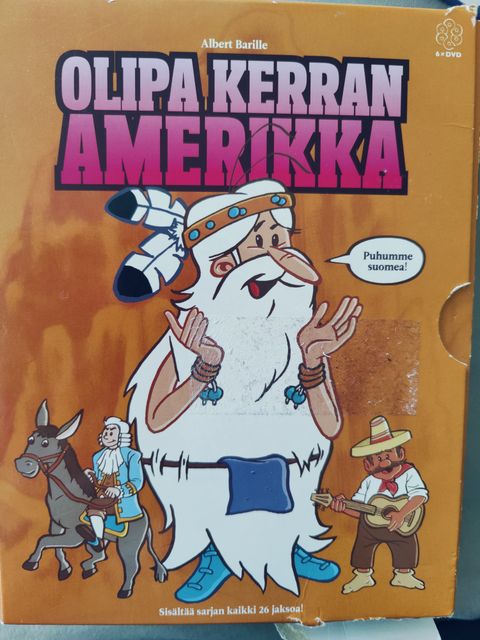 Albert Barille
6 × DVD
OLIPA KERRAN
AMERIKKA
Puhumme
suomea!
Sisältää sarjan kaikki 26 jaksoa!